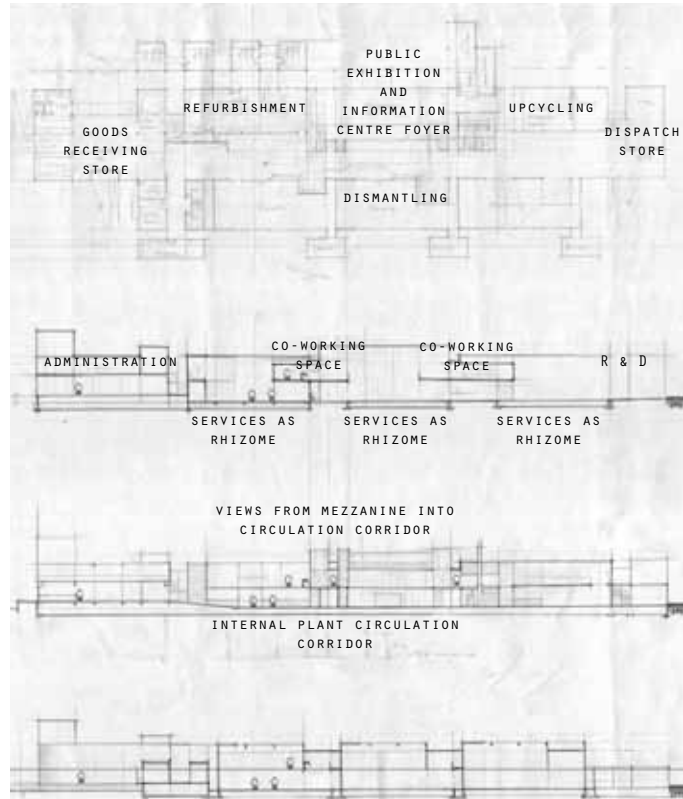 PUBLIC
EXHIBITION
AND
INFORMATION
CENTRE FOYER
REFURBISHMENT
UPCYCLING
GOODS
RECEIVING
STORE
DISPATCH
STORE
DISMANTLING
ADMINISTRATION
CO-WORKING
SPACE
CO-WORKING
SPACE
R & D
SERVICES AS
RHIZOME
SERVICES AS
RHIZOME
SERVICES AS
RHIZOME
VIEWS FROM MEZZANINE INTO
CIRCULATION CORRIDOR
INTERNAL PLANT CIRCULATION
CORRIDOR